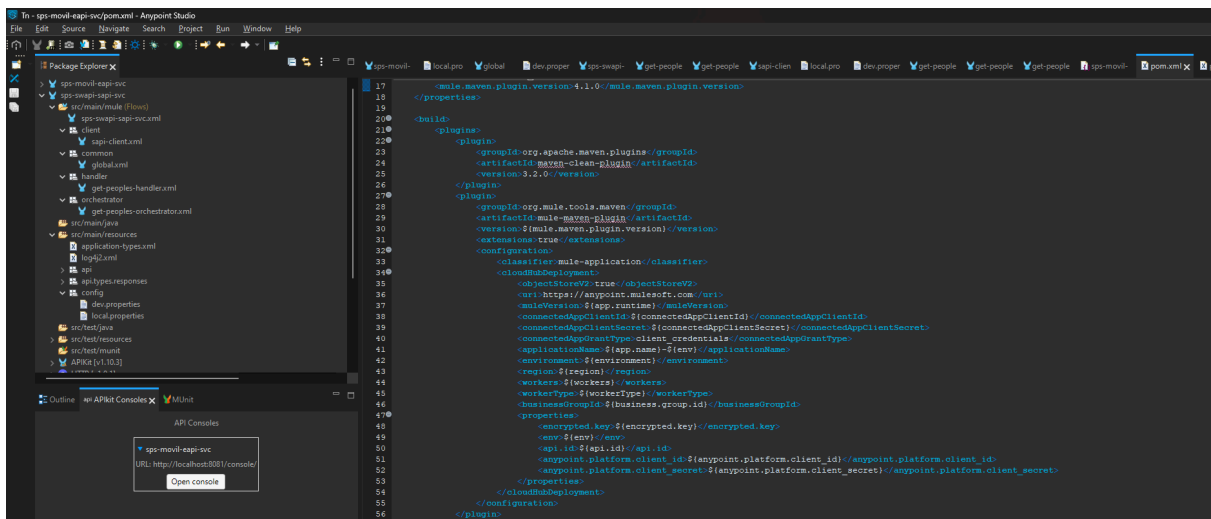 Tn - sps-movil-eapi-svc/pom.xml - Anypoint Studio
File Edit Source Navigate Search Project Run Window Help
Package Explorer
sps-movil-eapi-svc
sps-swapi-sapi-svc
src/main/mule (Flows)
sps-swapi-sapi-svc.xml
client
sapi-client.xml
common
global.xml
handler
get-peoples-handler.xml
orchestrator
get-peoples-orchestrator.xml
src/main/java
src/main/resources
application-types.xml
log4j2.xml
api
api.types.responses
config
dev.properties
local.properties
src/test/java
src/test/resources
src/test/munit
APIKit [v1.10.3]
Outline APIkit Consoles MUnit
API Consoles
sps-movil-eapi-svc
URL: http://localhost:8081/console/
Open console
sps-movil- local.pro global dev.proper sps-swapi- get-people get-people sapi-clien local.pro dev.proper get-people get-people get-people sps-movil- pom.xml
17 <mule.maven.plugin.version>4.1.0</mule.maven.plugin.version>
18 </properties>
19
20 <build>
21 <plugins>
22 <plugin>
23 <groupId>org.apache.maven.plugins</groupId>
24 <artifactId>maven-clean-plugin</artifactId>
25 <version>3.2.0</version>
26 </plugin>
27 <plugin>
28 <groupId>org.mule.tools.maven</groupId>
29 <artifactId>mule-maven-plugin</artifactId>
30 <version>${mule.maven.plugin.version}</version>
31 <extensions>true</extensions>
32 <configuration>
33 <classifier>mule-application</classifier>
34 <cloudHubDeployment>
35 <objectStoreV2>true</objectStoreV2>
36 <uri>https://anypoint.mulesoft.com</uri>
37 <muleVersion>${app.runtime}</muleVersion>
38 <connectedAppClientId>${connectedAppClientId}</connectedAppClientId>
39 <connectedAppClientSecret>${connectedAppClientSecret}</connectedAppClientSecret>
40 <connectedAppGrantType>client_credentials</connectedAppGrantType>
41 <applicationName>${app.name}-${env}</applicationName>
42 <environment>${environment}</environment>
43 <region>${region}</region>
44 <workers>${workers}</workers>
45 <workerType>${workerType}</workerType>
46 <businessGroupId>${business.group.id}</businessGroupId>
47 <properties>
48 <encrypted.key>${encrypted.key}</encrypted.key>
49 <env>${env}</env>
50 <api.id>${api.id}</api.id>
51 <anypoint.platform.client_id>${anypoint.platform.client_id}</anypoint.platform.client_id>
52 <anypoint.platform.client_secret>${anypoint.platform.client_secret}</anypoint.platform.client_secret>
53 </properties>
54 </cloudHubDeployment>
55 </configuration>
56 </plugin>